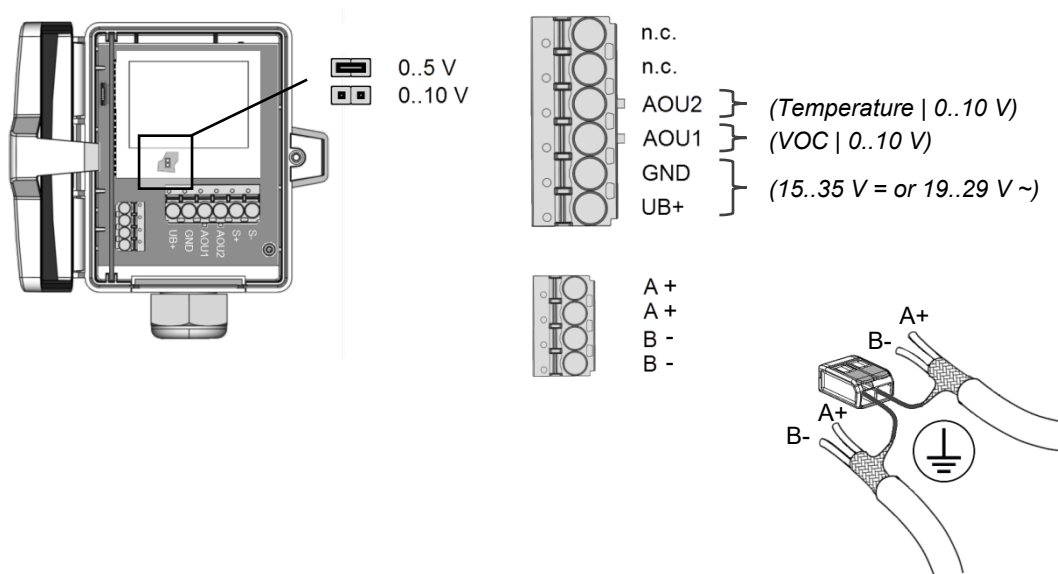 0..5 V
0..10 V
UB+
GND
AOU1
AOU2
S+
S-
n.c.
n.c.
AOU2 (Temperature | 0..10 V)
AOU1 (VOC | 0..10 V)
GND
UB+
(15..35 V = or 19..29 V ~)
A +
A +
B -
B -
A+
B-
A+
B-